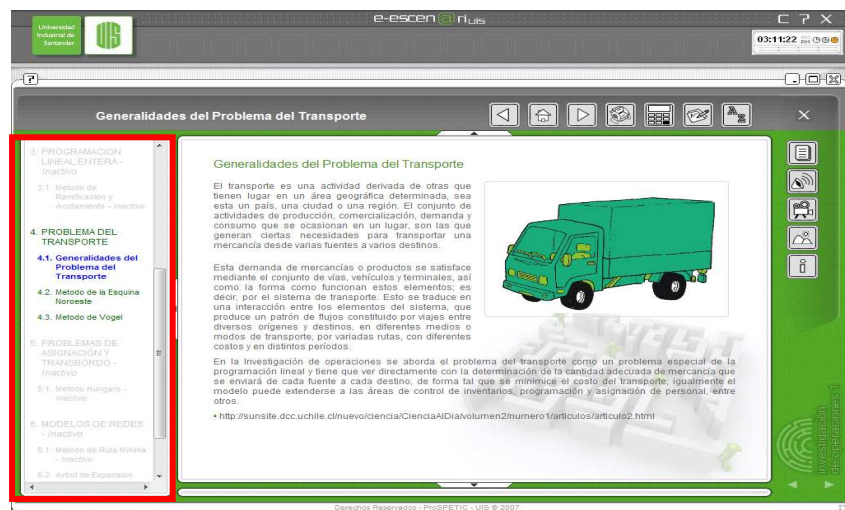 e-escen@ri UIS
Universidad
Industrial de
Santander
UIS
03:11:22
Generalidades del Problema del Transporte
3. PROGRAMACIÓN
LINEAL ENTERA -
Inactivo
3.1. Metodo de
Ramificacion y
Acotamiento - Inactivo
4. PROBLEMA DEL
TRANSPORTE
4.1. Generalidades del
Problema del
Transporte
4.2. Metodo de la Esquina
Noroeste
4.3. Metodo de Vogel
5. PROBLEMAS DE
ASIGNACIÓN Y
TRANSBORDO -
Inactivo
5.1. Metodo Hungaro -
Inactivo
6. MODELOS DE REDES
- Inactivo
6.1. Metodo de Ruta Minima
- Inactivo
6.2. Arbol de Expansion
Generalidades del Problema del Transporte
El transporte es una actividad derivada de otras que
tienen lugar en un área geográfica determinada, sea
esta un país, una ciudad o una región. El conjunto de
actividades de producción, comercialización, demanda y
consumo que se ocasionan en un lugar, son las que
generan ciertas necesidades para transportar una
mercancía desde varias fuentes a varios destinos.
Esta demanda de mercancías o productos se satisface
mediante el conjunto de vías, vehículos y terminales, así
como la forma como funcionan estos elementos; es
decir, por el sistema de transporte. Esto se traduce en
una interacción entre los elementos del sistema, que
produce un patrón de flujos constituido por viajes entre
diversos orígenes y destinos, en diferentes medios o
modos de transporte, por variadas rutas, con diferentes
costos y en distintos períodos.
En la Investigación de operaciones se aborda el problema del transporte como un problema especial de la
programación lineal y tiene que ver directamente con la determinación de la cantidad adecuada de mercancía que
se enviará de cada fuente a cada destino, de forma tal que se minimice el costo del transporte; igualmente el
modelo puede extenderse a las áreas de control de inventarios, programación y asignación de personal, entre
otros.
http://sunsite.dcc.uchile.cl/nuevo/ciencia/CienciaAlDia/volumen2/numero1/articulos/articulo2.html
investigación
de operaciones 1
Derechos Reservados - ProSPETIC - UIS © 2007